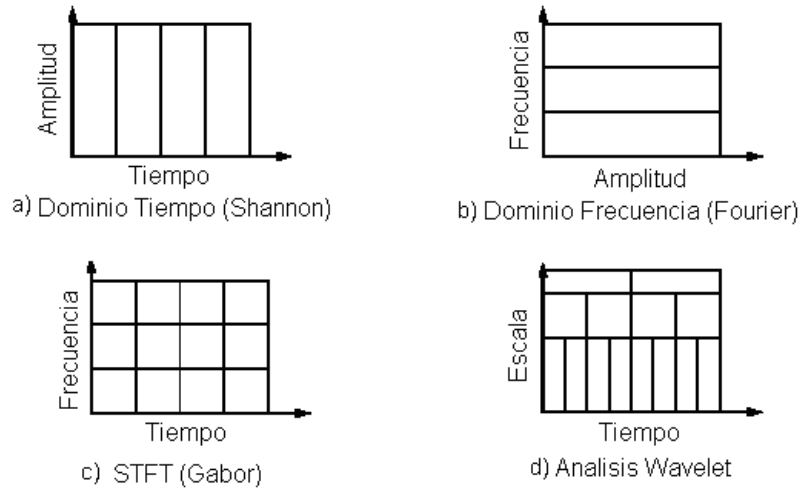 Amplitud
Tiempo
a) Dominio Tiempo (Shannon)
Frecuencia
Amplitud
b) Dominio Frecuencia (Fourier)
Frecuencia
Tiempo
c) STFT (Gabor)
Escala
Tiempo
d) Analisis Wavelet